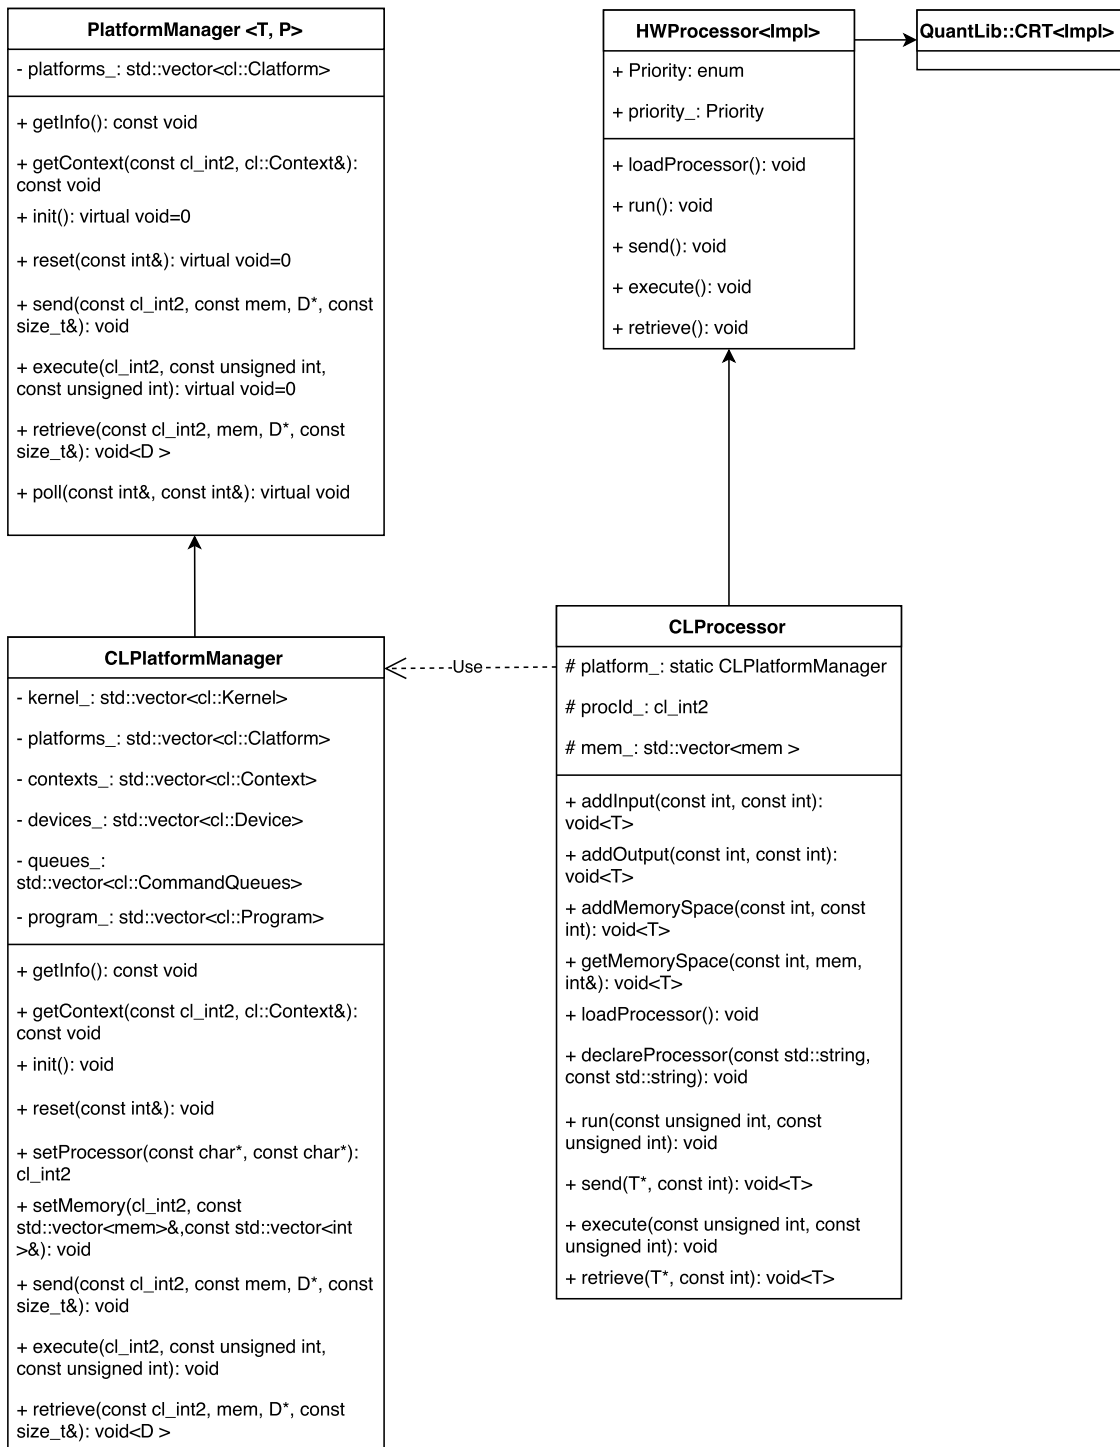 PlatformManager <T, P>
- platforms_: std::vector<cl::Clatform>
+ getInfo(): const void
+ getContext(const cl_int2, cl::Context&):
const void
+ init(): virtual void=0
+ reset(const int&): virtual void=0
+ send(const cl_int2, const mem, D*, const
size_t&): void
+ execute(cl_int2, const unsigned int,
const unsigned int): virtual void=0
+ retrieve(const cl_int2, mem, D*, const
size_t&): void<D >
+ poll(const int&, const int&): virtual void
HWProcessor<Impl>
+ Priority: enum
+ priority_: Priority
+ loadProcessor(): void
+ run(): void
+ send(): void
+ execute(): void
+ retrieve(): void
QuantLib::CRT<Impl>
CLPlatformManager
- kernel_: std::vector<cl::Kernel>
- platforms_: std::vector<cl::Clatform>
- contexts_: std::vector<cl::Context>
- devices_: std::vector<cl::Device>
- queues_:
std::vector<cl::CommandQueues>
- program_: std::vector<cl::Program>
+ getInfo(): const void
+ getContext(const cl_int2, cl::Context&):
const void
+ init(): void
+ reset(const int&): void
+ setProcessor(const char*, const char*):
cl_int2
+ setMemory(cl_int2, const
std::vector<mem>&,const std::vector<int
>&): void
+ send(const cl_int2, const mem, D*, const
size_t&): void
+ execute(cl_int2, const unsigned int,
const unsigned int): void
+ retrieve(const cl_int2, mem, D*, const
size_t&): void<D >
Use
CLProcessor
# platform_: static CLPlatformManager
# procId_: cl_int2
# mem_: std::vector<mem >
+ addInput(const int, const int):
void<T>
+ addOutput(const int, const int):
void<T>
+ addMemorySpace(const int, const
int): void<T>
+ getMemorySpace(const int, mem,
int&): void<T>
+ loadProcessor(): void
+ declareProcessor(const std::string,
const std::string): void
+ run(const unsigned int, const
unsigned int): void
+ send(T*, const int): void<T>
+ execute(const unsigned int, const
unsigned int): void
+ retrieve(T*, const int): void<T>